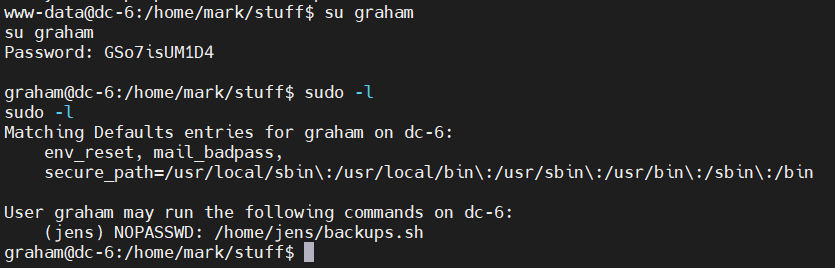 www-data@dc-6:/home/mark/stuff$ su graham
su graham
Password: GSo7isUM1D4

graham@dc-6:/home/mark/stuff$ sudo -l
sudo -l
Matching Defaults entries for graham on dc-6:
    env_reset, mail_badpass,
    secure_path=/usr/local/sbin\:/usr/local/bin\:/usr/sbin\:/usr/bin\:/sbin\:/bin

User graham may run the following commands on dc-6:
    (jens) NOPASSWD: /home/jens/backups.sh
graham@dc-6:/home/mark/stuff$